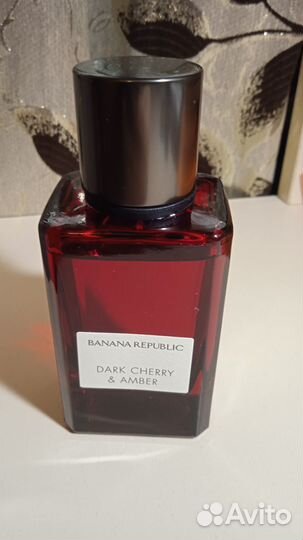 BANANA REPUBLIC
DARK CHERRY
& AMBER
Avito